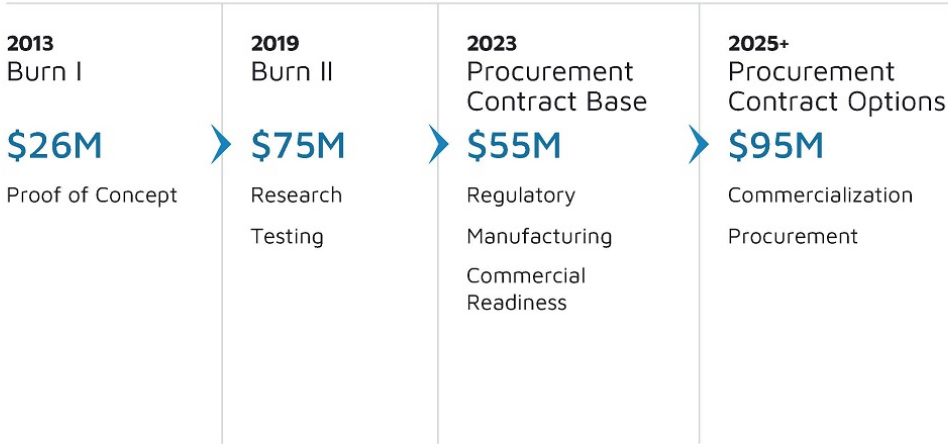 2013
Burn I
$26M
Proof of Concept
2019
Burn II
$75M
Research
Testing
2023
Procurement
Contract Base
$55M
Regulatory
Manufacturing
Commercial
Readiness
2025+
Procurement
Contract Options
$95M
Commercialization
Procurement